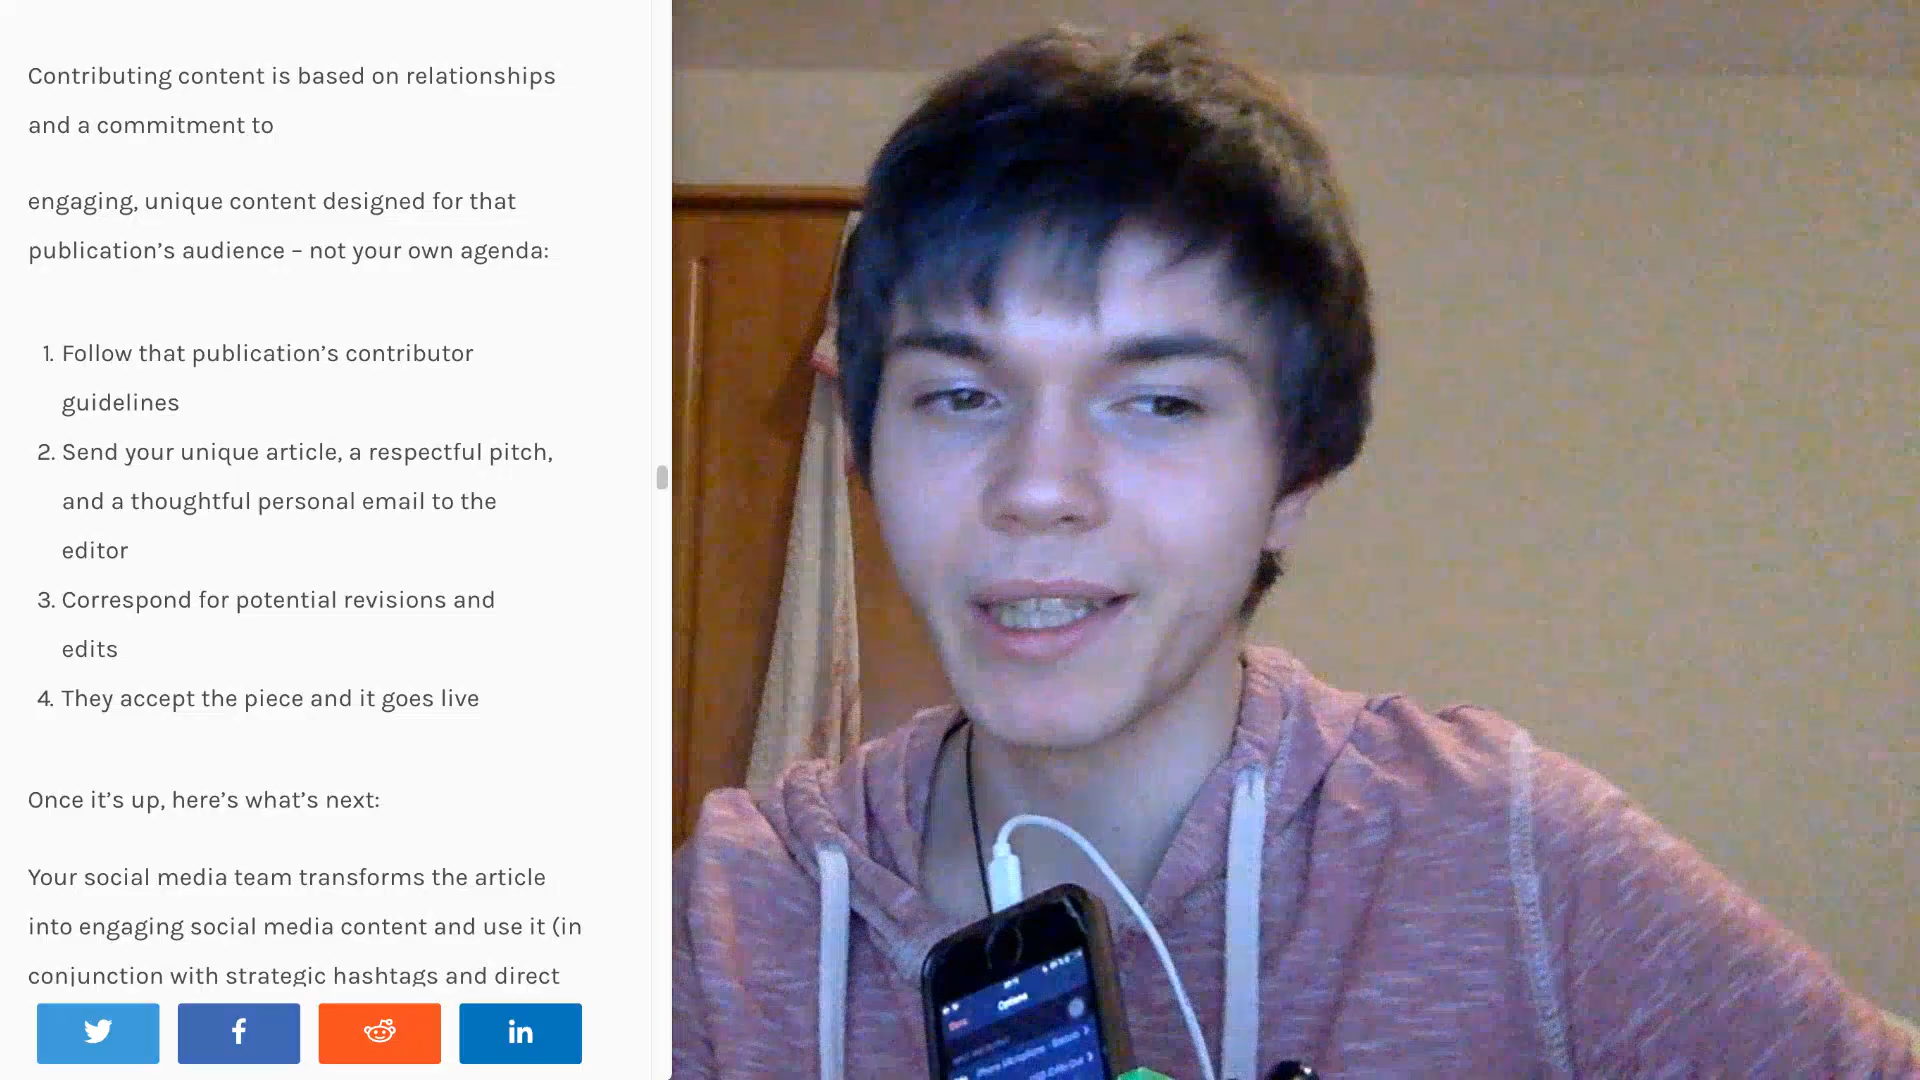 Contributing content is based on relationships
and a commitment to
engaging, unique content designed for that
publication’s audience – not your own agenda:
1. Follow that publication’s contributor
guidelines
2. Send your unique article, a respectful pitch,
and a thoughtful personal email to the
editor
3. Correspond for potential revisions and
edits
4. They accept the piece and it goes live
Once it’s up, here’s what’s next:
Your social media team transforms the article
into engaging social media content and use it (in
conjunction with strategic hashtags and direct
f
in
Options